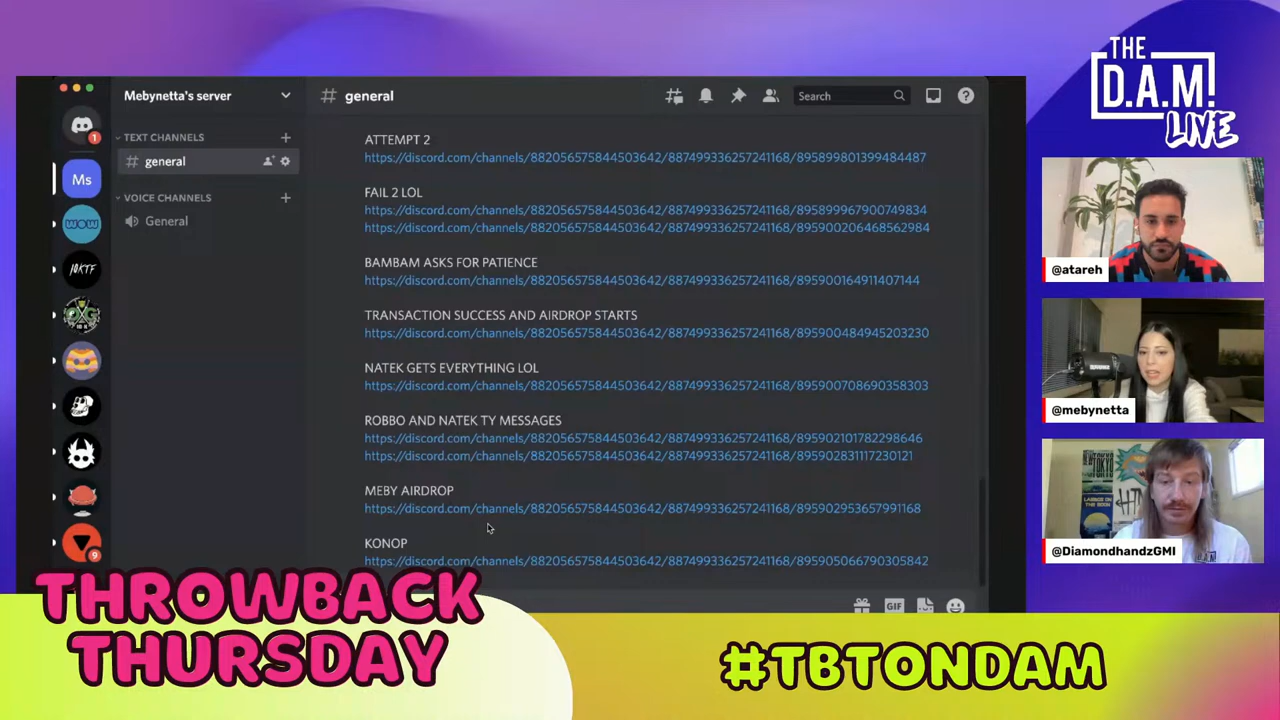 THE
D.A.M!
LIVE
Mebynetta's server
general
Search
TEXT CHANNELS
general
VOICE CHANNELS
General
1
Ms
WOW
10KTF
9
ATTEMPT 2
https://discord.com/channels/882056575844503642/887499336257241168/895899801399484487
FAIL 2 LOL
https://discord.com/channels/882056575844503642/887499336257241168/895899967900749834
https://discord.com/channels/882056575844503642/887499336257241168/895900206468562984
BAMBAM ASKS FOR PATIENCE
https://discord.com/channels/882056575844503642/887499336257241168/895900164911407144
TRANSACTION SUCCESS AND AIRDROP STARTS
https://discord.com/channels/882056575844503642/887499336257241168/895900484945203230
NATEK GETS EVERYTHING LOL
https://discord.com/channels/882056575844503642/887499336257241168/895900708690358303
ROBBO AND NATEK TY MESSAGES
https://discord.com/channels/882056575844503642/887499336257241168/895902101782298646
https://discord.com/channels/882056575844503642/887499336257241168/895902831117230121
MEBY AIRDROP
https://discord.com/channels/882056575844503642/887499336257241168/895902953657991168
KONOP
https://discord.com/channels/882056575844503642/887499336257241168/895905066790305842
GIF
@atareh
@mebynetta
@DiamondhandzGMI
THROWBACK
THURSDAY
#TBTONDAM